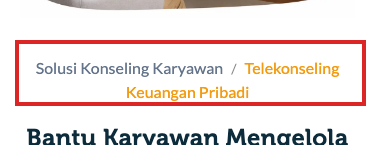 Solusi Konseling Karyawan / Telekonseling
Keuangan Pribadi
Bantu Karyawan Mengelola